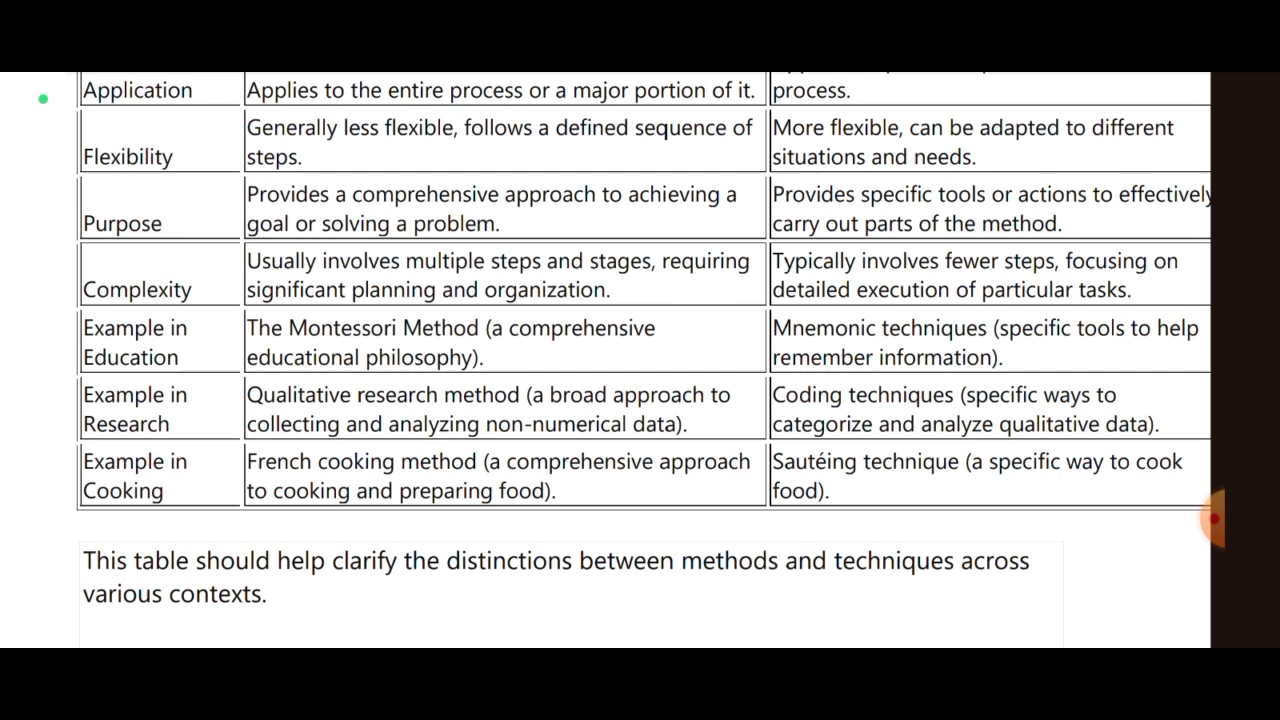 Application
Applies to the entire process or a major portion of it.
process.
Flexibility
Generally less flexible, follows a defined sequence of
steps.
More flexible, can be adapted to different
situations and needs.
Purpose
Provides a comprehensive approach to achieving a
goal or solving a problem.
Provides specific tools or actions to effectively
carry out parts of the method.
Complexity
Usually involves multiple steps and stages, requiring
significant planning and organization.
Typically involves fewer steps, focusing on
detailed execution of particular tasks.
Example in
Education
The Montessori Method (a comprehensive
educational philosophy).
Mnemonic techniques (specific tools to help
remember information).
Example in
Research
Qualitative research method (a broad approach to
collecting and analyzing non-numerical data).
Coding techniques (specific ways to
categorize and analyze qualitative data).
Example in
Cooking
French cooking method (a comprehensive approach
to cooking and preparing food).
Sautéing technique (a specific way to cook
food).
This table should help clarify the distinctions between methods and techniques across
various contexts.